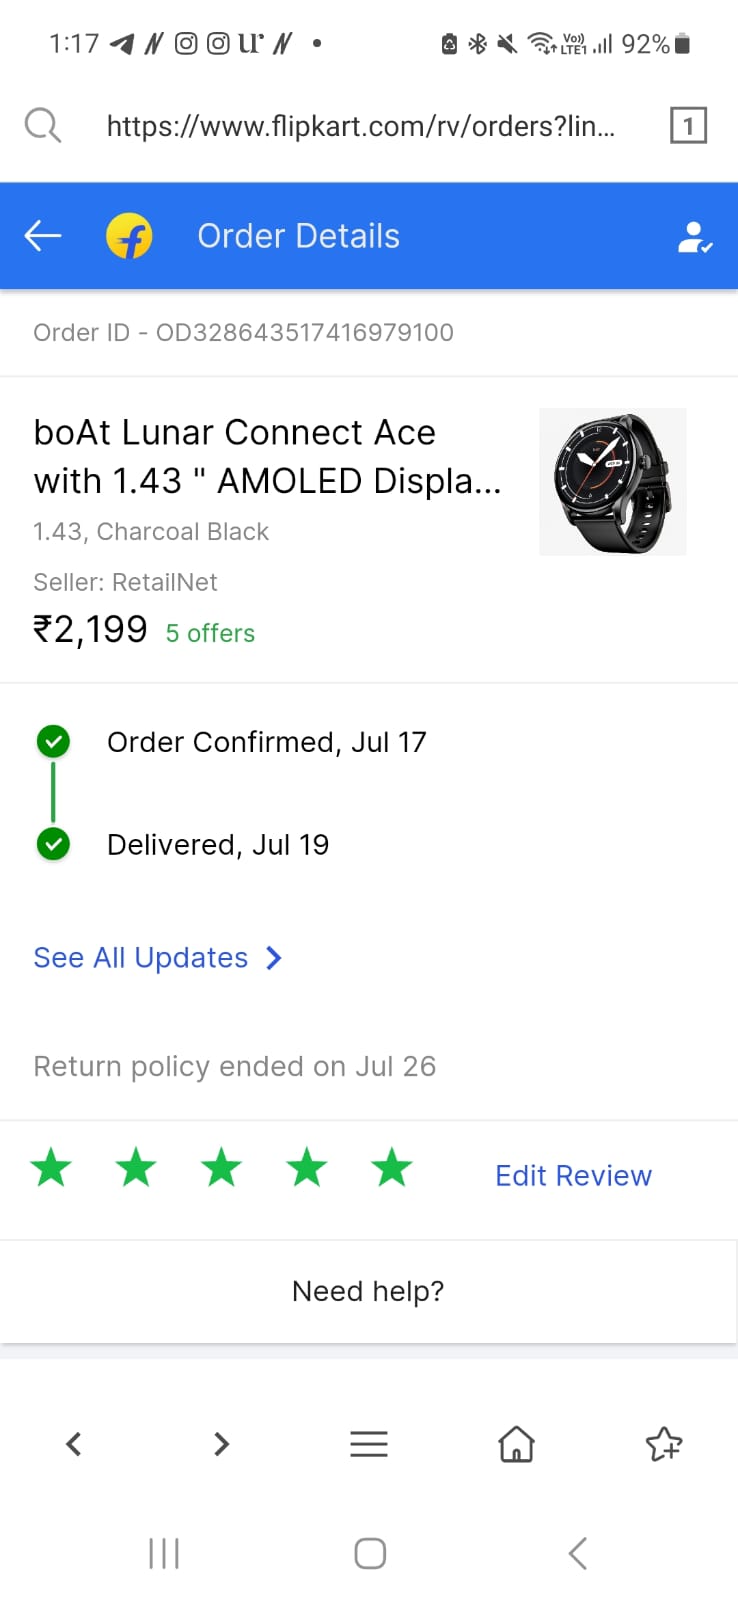 1:17
Vo))
LTE1
92%
https://www.flipkart.com/rv/orders?lin...
1
Order Details
Order ID - OD328643517416979100
boAt Lunar Connect Ace
with 1.43 " AMOLED Displa...
1.43, Charcoal Black
Seller: RetailNet
₹2,199 5 offers
Order Confirmed, Jul 17
Delivered, Jul 19
See All Updates
Return policy ended on Jul 26
Edit Review
Need help?